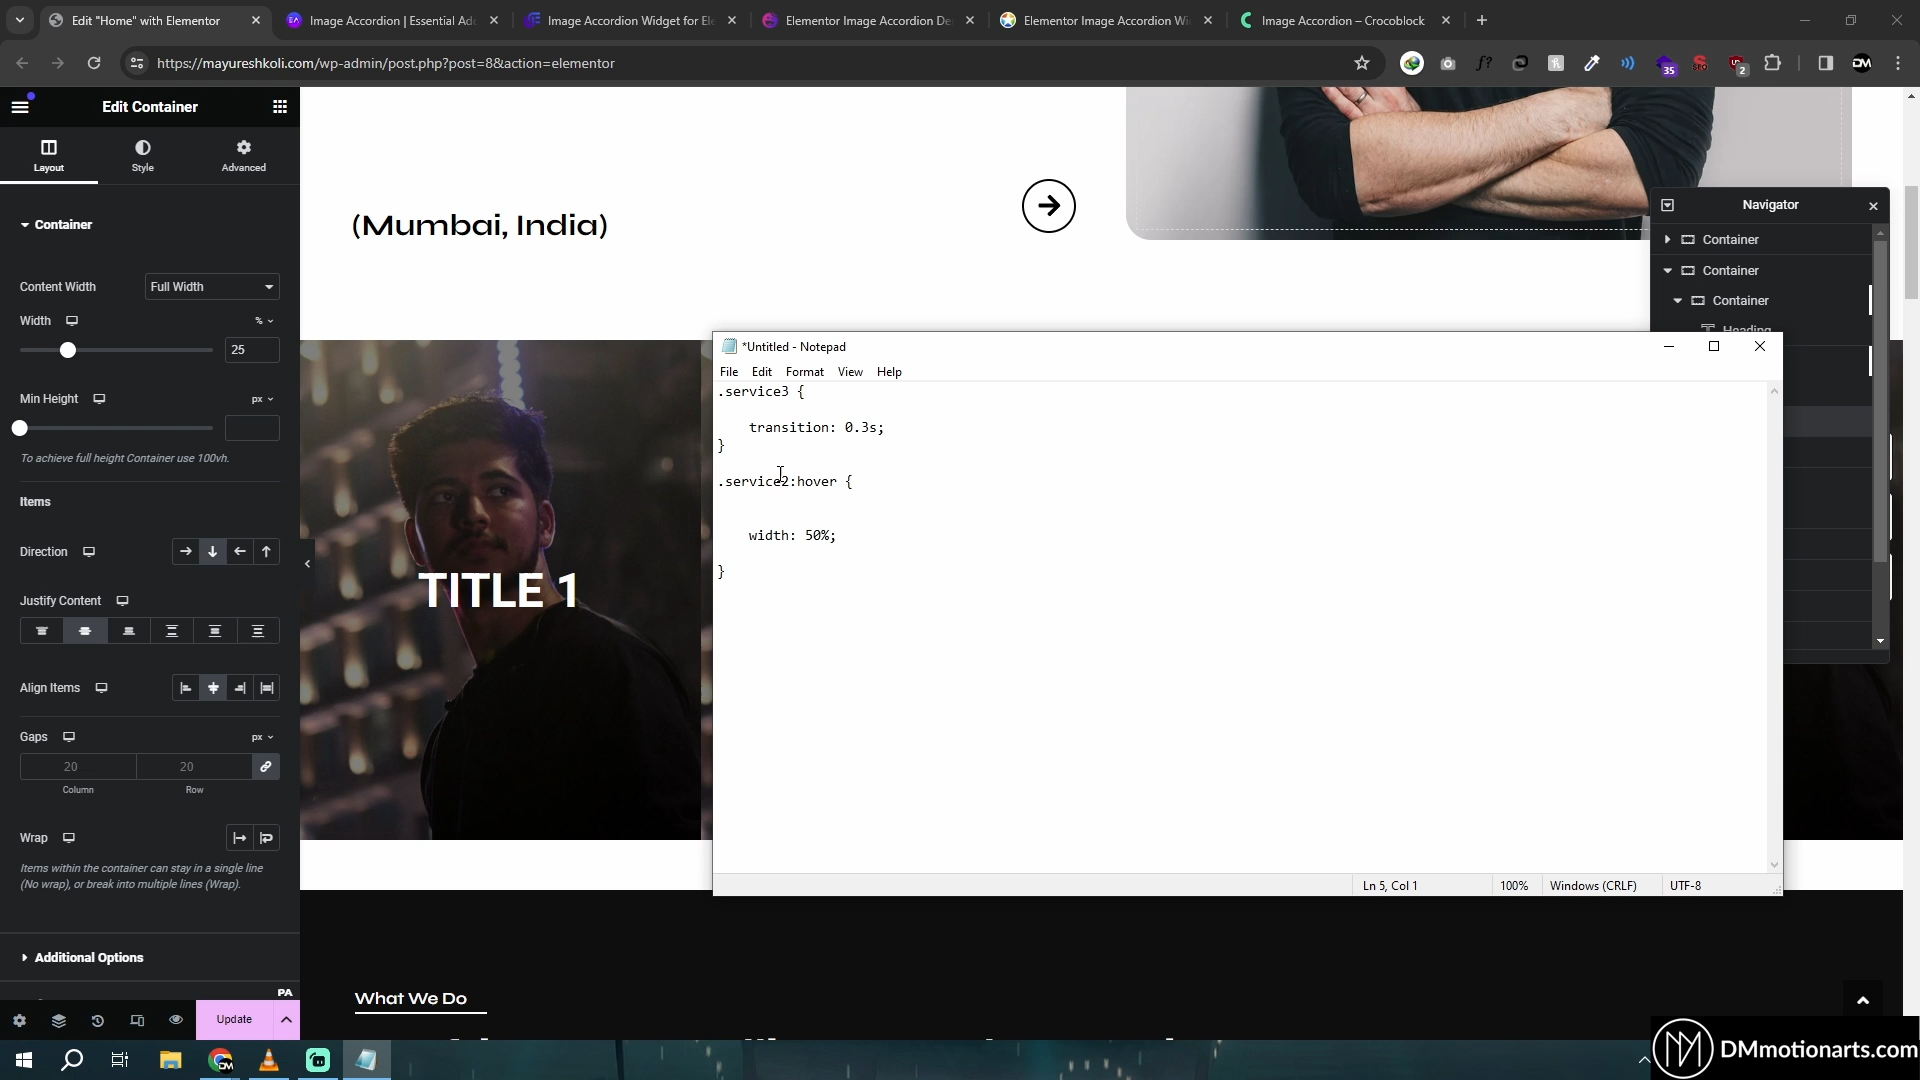 Edit "Home" with Elementor
Image Accordion | Essential Ad
Image Accordion Widget for El
Elementor Image Accordion De
Elementor Image Accordion Wi
Image Accordion – Crocoblock
https://mayureshkoli.com/wp-admin/post.php?post=8&action=elementor
35
2
Edit Container
Layout
Style
Advanced
Container
Content Width
Full Width
Width
%
25
Min Height
px
To achieve full height Container use 100vh.
Items
Direction
Justify Content
Align Items
Gaps
px
20
20
Column
Row
Wrap
Items within the container can stay in a single line
(No wrap), or break into multiple lines (Wrap).
Additional Options
PA
Update
(Mumbai, India)
TITLE 1
What We Do
Navigator
Container
Container
Container
Heading
*Untitled - Notepad
File Edit Format View Help
.service3 {
transition: 0.3s;
}
.service2:hover {
width: 50%;
}
Ln 5, Col 1
100%
Windows (CRLF)
UTF-8
DM
DMmotionarts.com